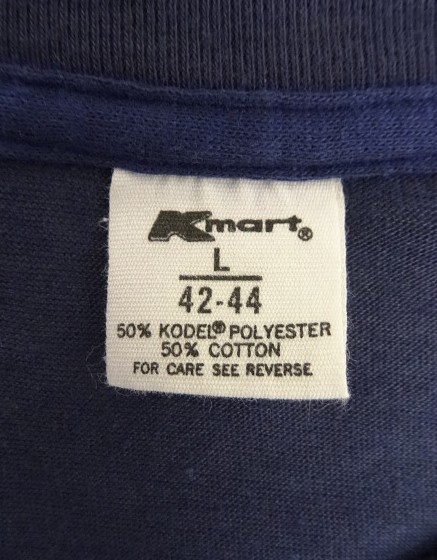 Kmart®
L
42-44
50% KODEL® POLYESTER
50% COTTON
FOR CARE SEE REVERSE